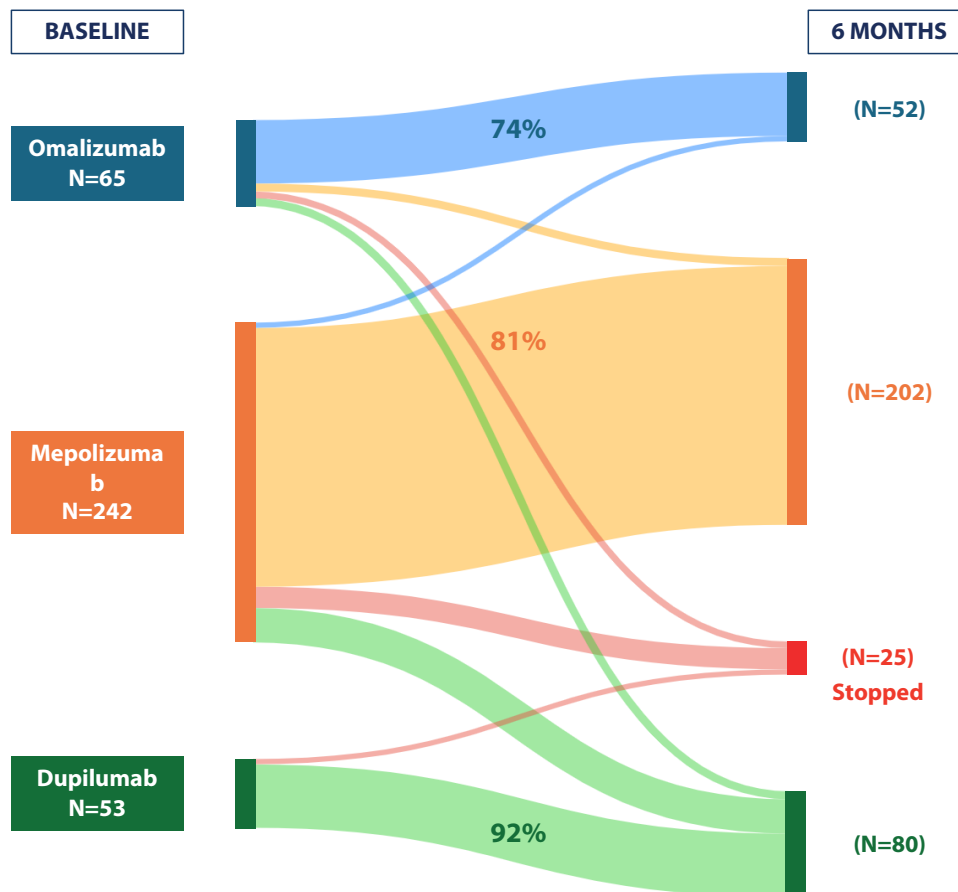 BASELINE
6 MONTHS
Omalizumab
N=65
74%
(N=52)
Mepolizuma
b
N=242
81%
(N=202)
(N=25)
Stopped
Dupilumab
N=53
92%
(N=80)